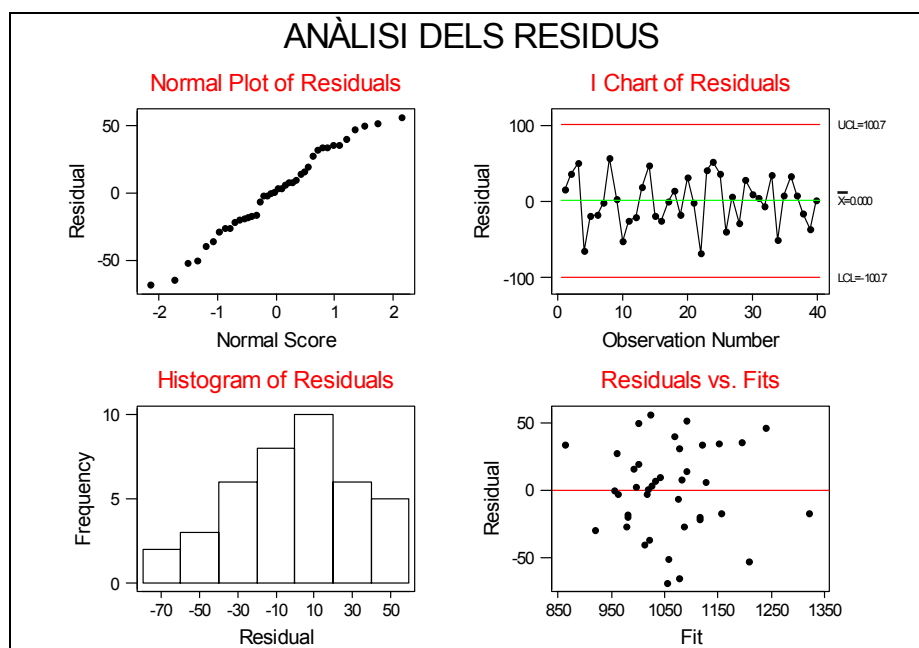 ANÀLISI DELS RESIDUS
Normal Plot of Residuals
50
0
-50
Residual
-2 -1 0 1 2
Normal Score
I Chart of Residuals
100
0
-100
Residual
UCL=100.7
X=0.000
LCL=-100.7
0 10 20 30 40
Observation Number
Histogram of Residuals
10
5
0
Frequency
-70 -50 -30 -10 10 30 50
Residual
Residuals vs. Fits
50
0
-50
Residual
850 950 1050 1150 1250 1350
Fit